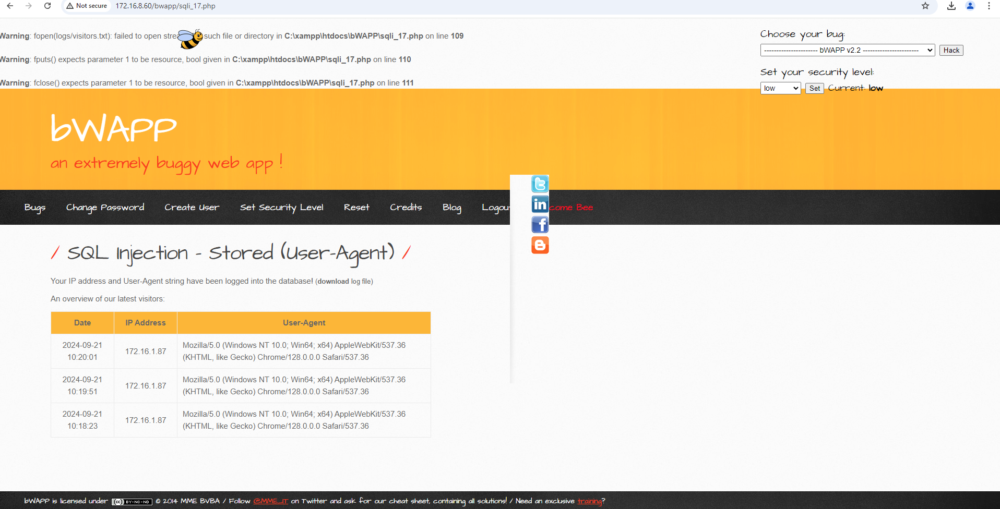 Not secure 172.16.8.60/bwapp/sqli_17.php
Warning: fopen(logs/visitors.txt): failed to open such file or directory in C:\xampp\htdocs\bWAPP\sqli_17.php on line 109
Warning: fputs() expects parameter 1 to be resource, bool given in C:\xampp\htdocs\bWAPP\sqli_17.php on line 110
Warning: fclose() expects parameter 1 to be resource, bool given in C:\xampp\htdocs\bWAPP\sqli_17.php on line 111
Choose your bug:
---------------------- bWAPP v2.2 ----------------------- Hack
Set your security level:
low Set Current: low
bWAPP
an extremely buggy web app !
Bugs Change Password Create User Set Security Level Reset Credits Blog Logout come Bee
/ SQL Injection - Stored (User-Agent) /
Your IP address and User-Agent string have been logged into the database! (download log file)
An overview of our latest visitors:
Date IP Address User-Agent
2024-09-21 10:20:01 172.16.1.87 Mozilla/5.0 (Windows NT 10.0; Win64; x64) AppleWebKit/537.36
(KHTML, like Gecko) Chrome/128.0.0.0 Safari/537.36
2024-09-21 10:19:51 172.16.1.87 Mozilla/5.0 (Windows NT 10.0; Win64; x64) AppleWebKit/537.36
(KHTML, like Gecko) Chrome/128.0.0.0 Safari/537.36
2024-09-21 10:18:23 172.16.1.87 Mozilla/5.0 (Windows NT 10.0; Win64; x64) AppleWebKit/537.36
(KHTML, like Gecko) Chrome/128.0.0.0 Safari/537.36
bWAPP is licensed under (cc) BY-NC-ND © 2014 MME BVBA / Follow @MME_IT on Twitter and ask for our cheat sheet, containing all solutions! / Need an exclusive training?